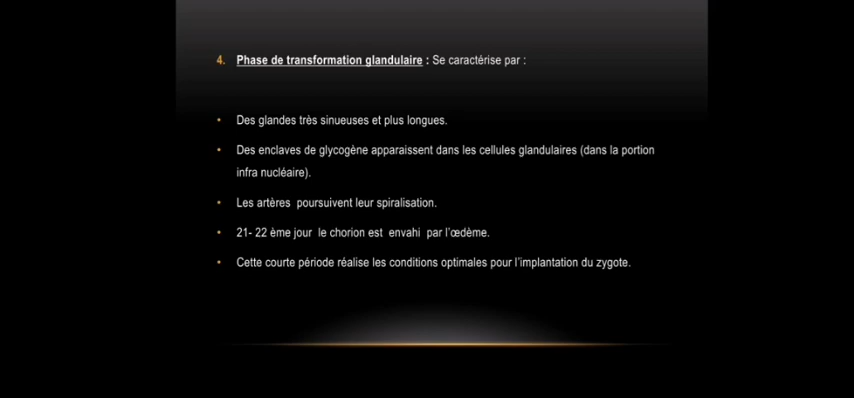 4. Phase de transformation glandulaire : Se caractérise par :
• Des glandes très sinueuses et plus longues.
• Des enclaves de glycogène apparaissent dans les cellules glandulaires (dans la portion
infra nucléaire).
• Les artères poursuivent leur spiralisation.
• 21- 22 ème jour le chorion est envahi par l’œdème.
• Cette courte période réalise les conditions optimales pour l’implantation du zygote.